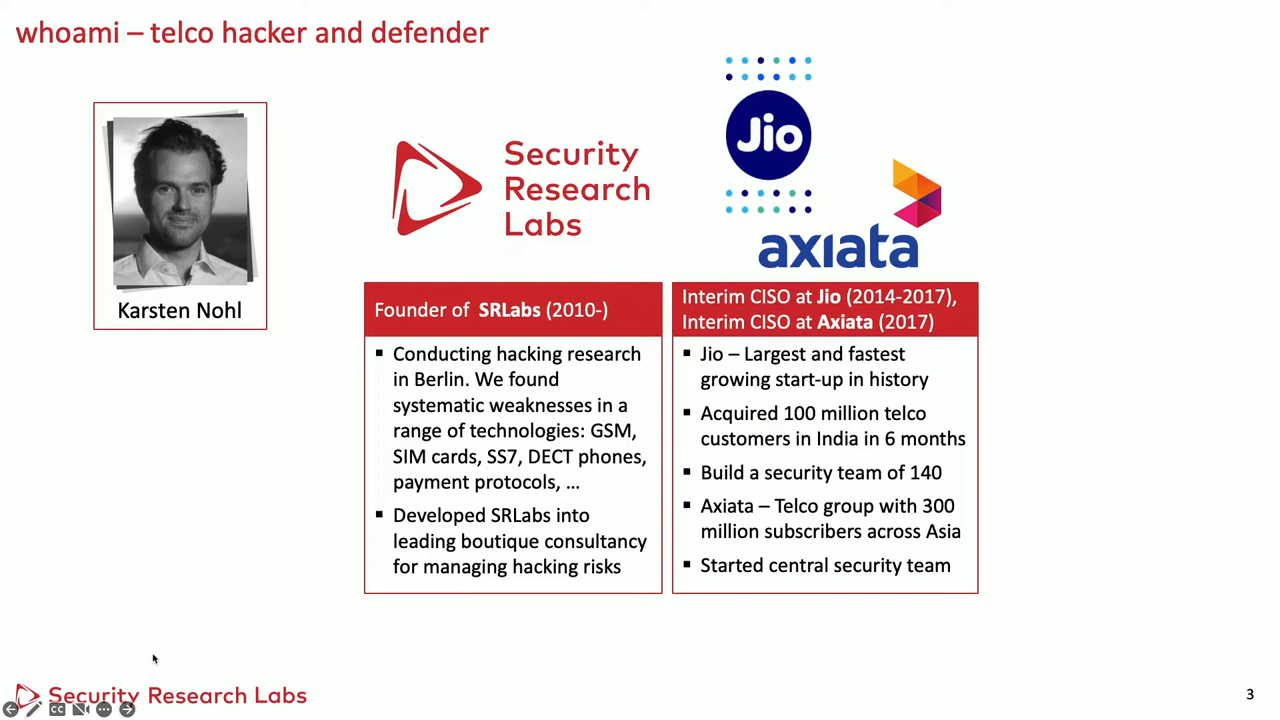 whoami – telco hacker and defender
Karsten Nohl
Security
Research
Labs
Jio
axiata
Founder of SRLabs (2010-)
▪ Conducting hacking research
in Berlin. We found
systematic weaknesses in a
range of technologies: GSM,
SIM cards, SS7, DECT phones,
payment protocols, …
▪ Developed SRLabs into
leading boutique consultancy
for managing hacking risks
Interim CISO at Jio (2014-2017),
Interim CISO at Axiata (2017)
▪ Jio – Largest and fastest
growing start-up in history
▪ Acquired 100 million telco
customers in India in 6 months
▪ Build a security team of 140
▪ Axiata – Telco group with 300
million subscribers across Asia
▪ Started central security team
Security Research Labs
CC
3